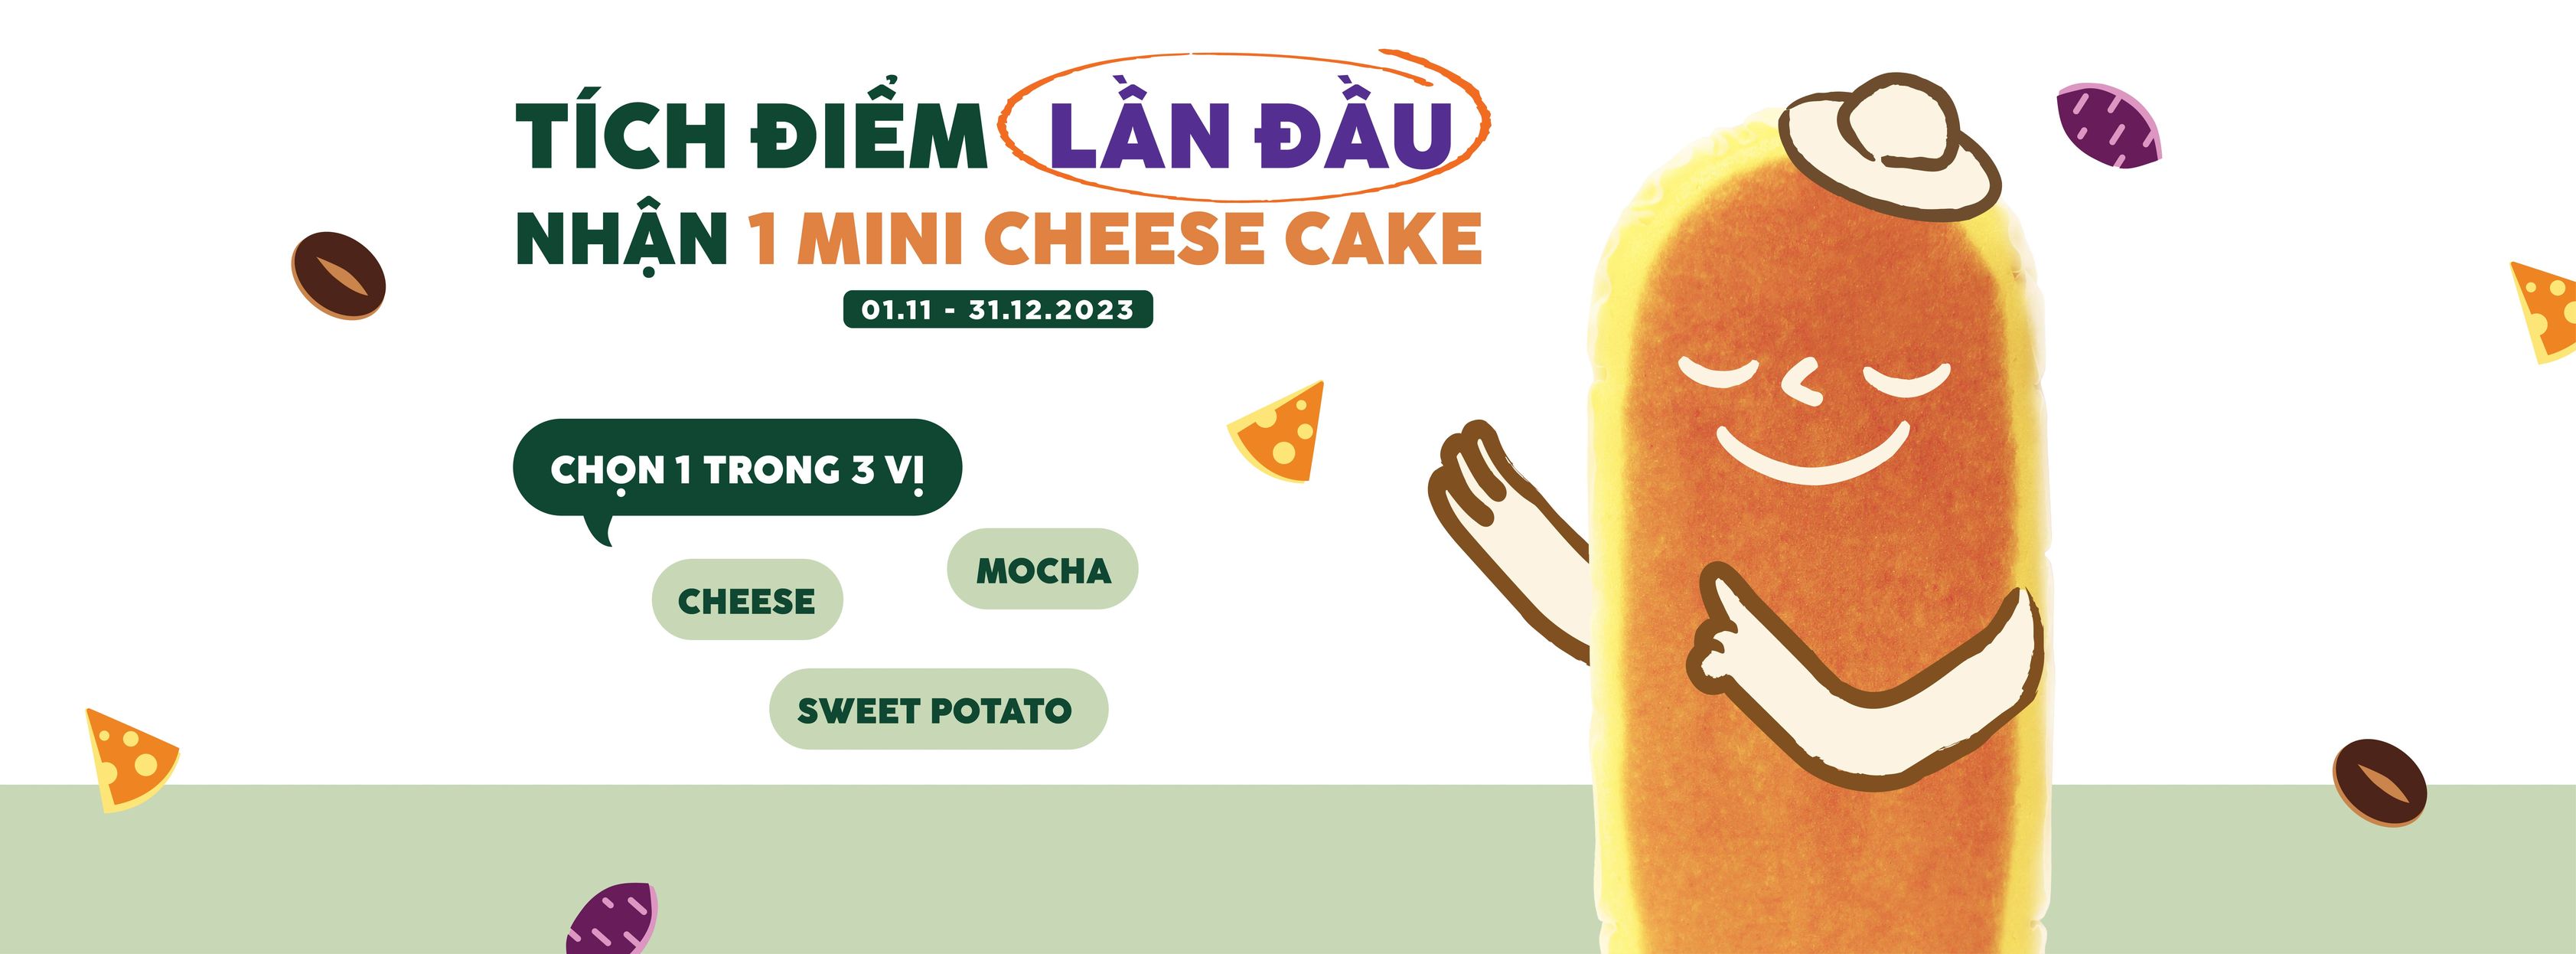 TÍCH ĐIỂM LẦN ĐẦU
NHẬN 1 MINI CHEESE CAKE
01.11 - 31.12.2023
CHỌN 1 TRONG 3 VỊ
MOCHA
CHEESE
SWEET POTATO